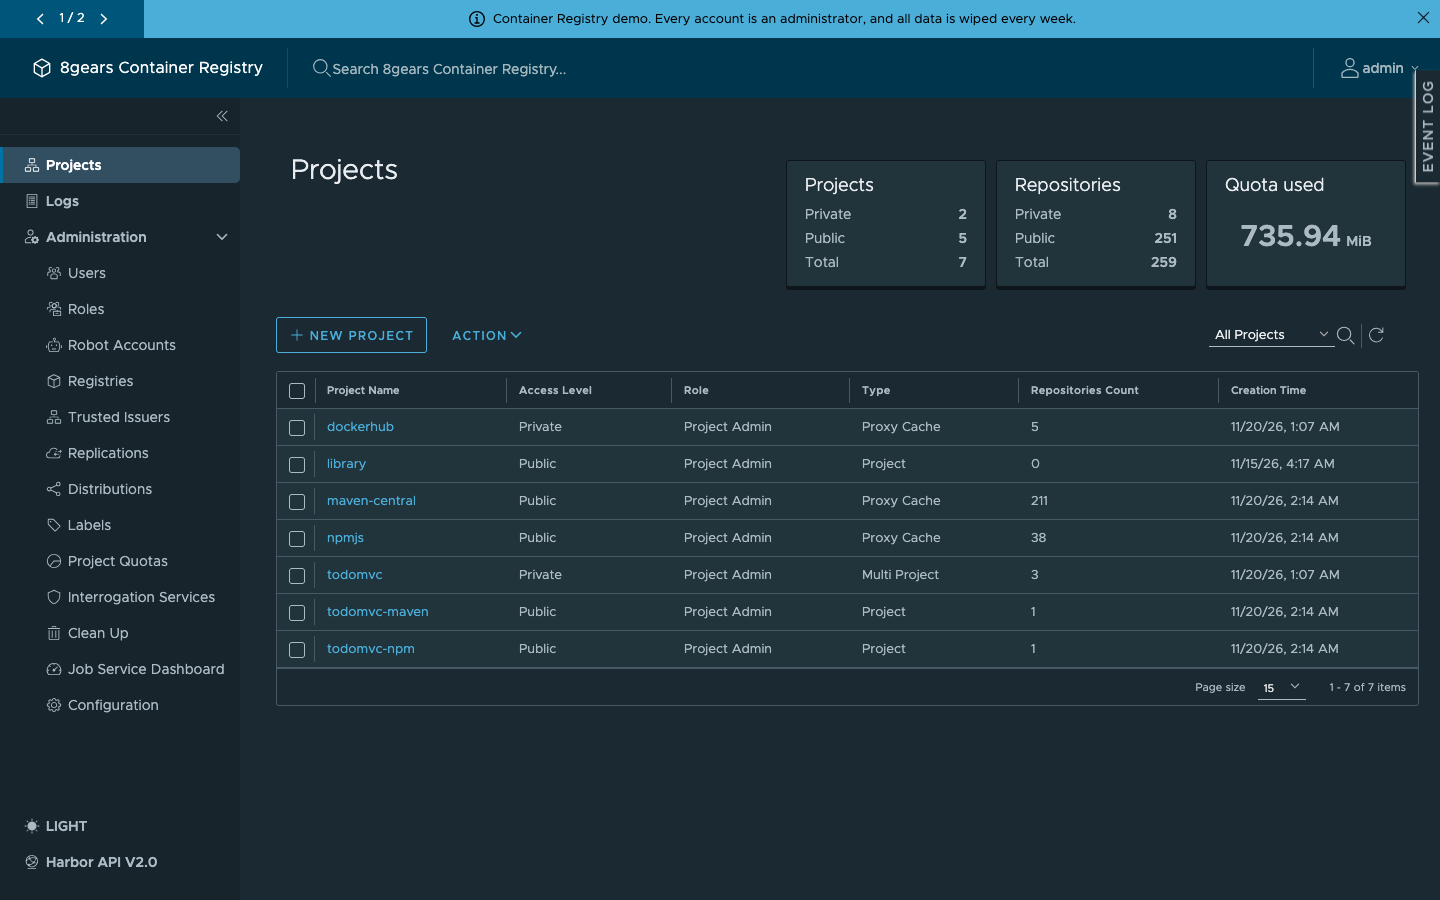 1 / 2
Container Registry demo. Every account is an administrator, and all data is wiped every week.
8gears Container Registry
Search 8gears Container Registry...
admin
EVENT LOG
Projects
Logs
Administration
Users
Roles
Robot Accounts
Registries
Trusted Issuers
Replications
Distributions
Labels
Project Quotas
Interrogation Services
Clean Up
Job Service Dashboard
Configuration
LIGHT
Harbor API V2.0
Projects
Projects
Private 2
Public 5
Total 7
Repositories
Private 8
Public 251
Total 259
Quota used
735.94 MiB
NEW PROJECT
ACTION
All Projects
Project Name Access Level Role Type Repositories Count Creation Time
dockerhub Private Project Admin Proxy Cache 5 11/20/26, 1:07 AM
library Public Project Admin Project 0 11/15/26, 4:17 AM
maven-central Public Project Admin Proxy Cache 211 11/20/26, 2:14 AM
npmjs Public Project Admin Proxy Cache 38 11/20/26, 2:14 AM
todomvc Private Project Admin Multi Project 3 11/20/26, 1:07 AM
todomvc-maven Public Project Admin Project 1 11/20/26, 2:14 AM
todomvc-npm Public Project Admin Project 1 11/20/26, 2:14 AM
Page size 15 1 - 7 of 7 items